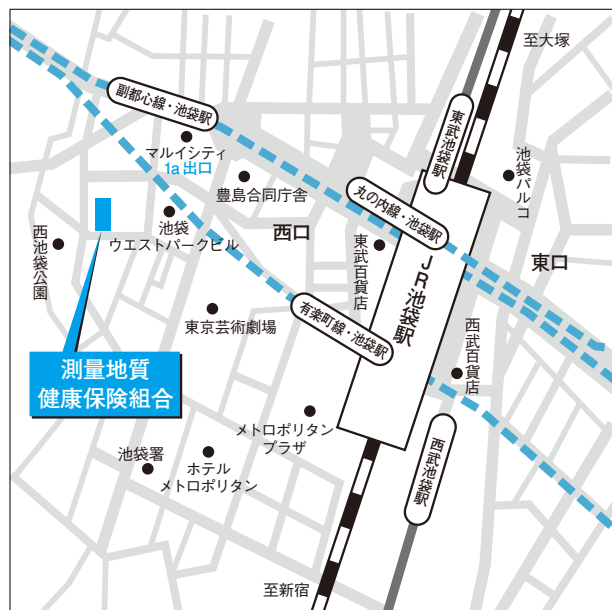 至大塚
副都心線・池袋駅
東武池袋駅
マルイシティ
1a 出口
豊島合同庁舎
池袋パルコ
丸の内線・池袋駅
西池袋公園
池袋
ウエストパークビル
西口
東武百貨店
JR池袋駅
東口
東京芸術劇場
有楽町線・池袋駅
西武百貨店
測量地質
健康保険組合
メトロポリタン
プラザ
西武池袋駅
池袋署
ホテル
メトロポリタン
至新宿